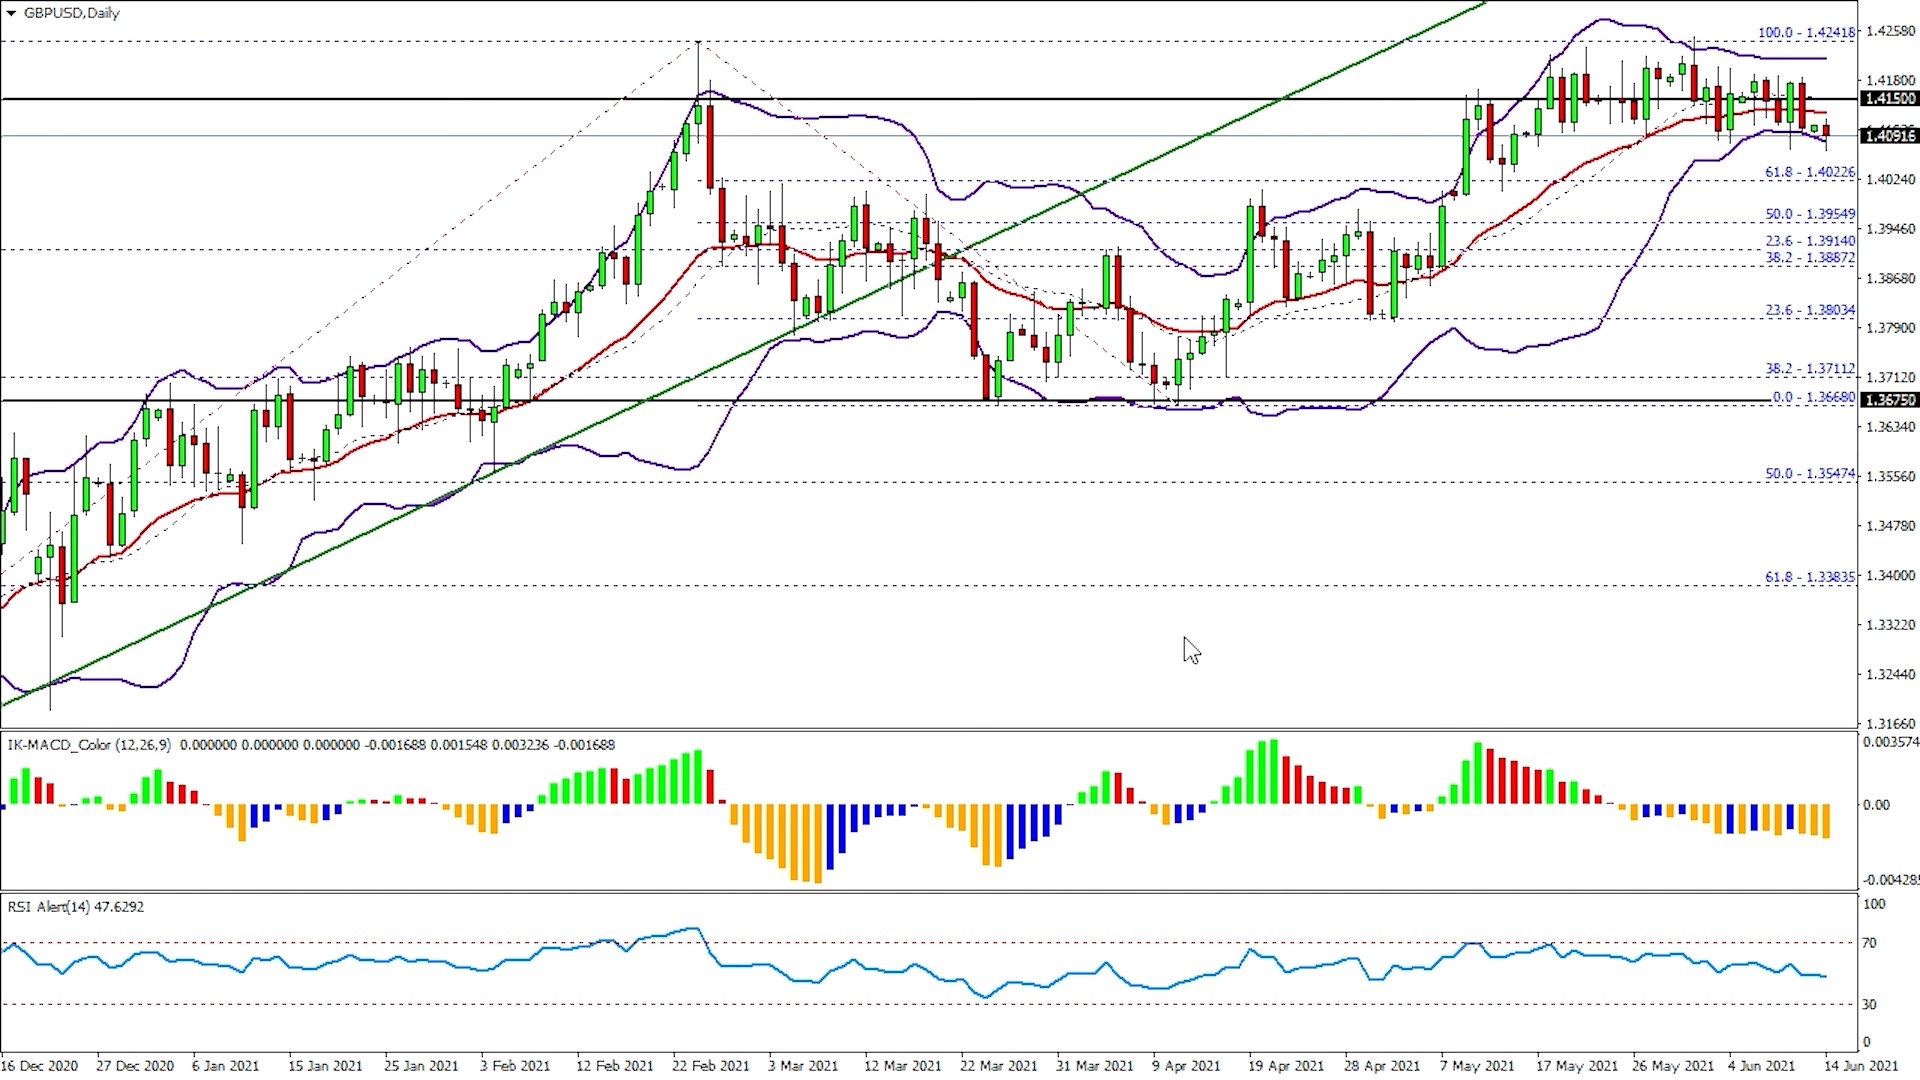 GBPUSD,Daily
100.0 - 1.42418
61.8 - 1.40226
50.0 - 1.39549
23.6 - 1.39140
38.2 - 1.38872
23.6 - 1.38034
38.2 - 1.37112
0.0 - 1.36680
50.0 - 1.35474
61.8 - 1.33835
1.42580
1.41800
1.41500
1.40916
1.40240
1.39460
1.38680
1.37900
1.37120
1.36750
1.36340
1.35560
1.34780
1.34000
1.33220
1.32440
1.31660
IK-MACD_Color (12,26,9) 0.000000 0.000000 0.000000 -0.001688 0.001548 0.003236 -0.001688
0.003574
0.00
-0.004285
RSI Alert(14) 47.6292
100
70
30
0
16 Dec 2020 27 Dec 2020 6 Jan 2021 15 Jan 2021 25 Jan 2021 3 Feb 2021 12 Feb 2021 22 Feb 2021 3 Mar 2021 12 Mar 2021 22 Mar 2021 31 Mar 2021 9 Apr 2021 19 Apr 2021 28 Apr 2021 7 May 2021 17 May 2021 26 May 2021 4 Jun 2021 14 Jun 2021